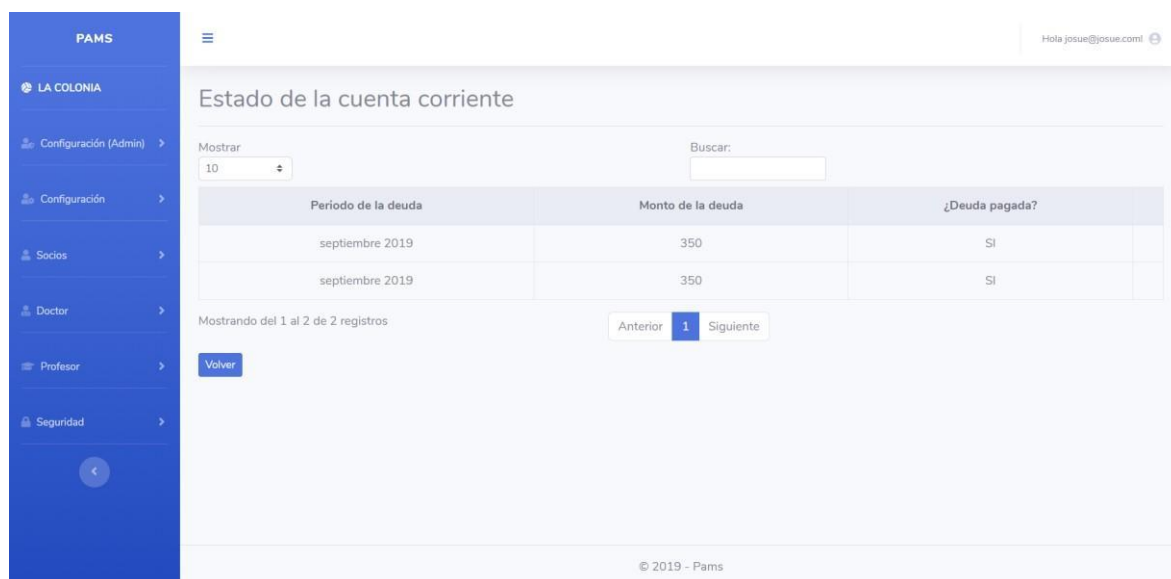 PAMS
Hola josue@josue.com!
LA COLONIA
Estado de la cuenta corriente
Configuración (Admin)
Mostrar
Buscar:
10
Configuración
Periodo de la deuda
Monto de la deuda
¿Deuda pagada?
septiembre 2019
350
SI
Socios
septiembre 2019
350
SI
Doctor
Mostrando del 1 al 2 de 2 registros
Anterior
1
Siguiente
Profesor
Volver
Seguridad
© 2019 - Pams